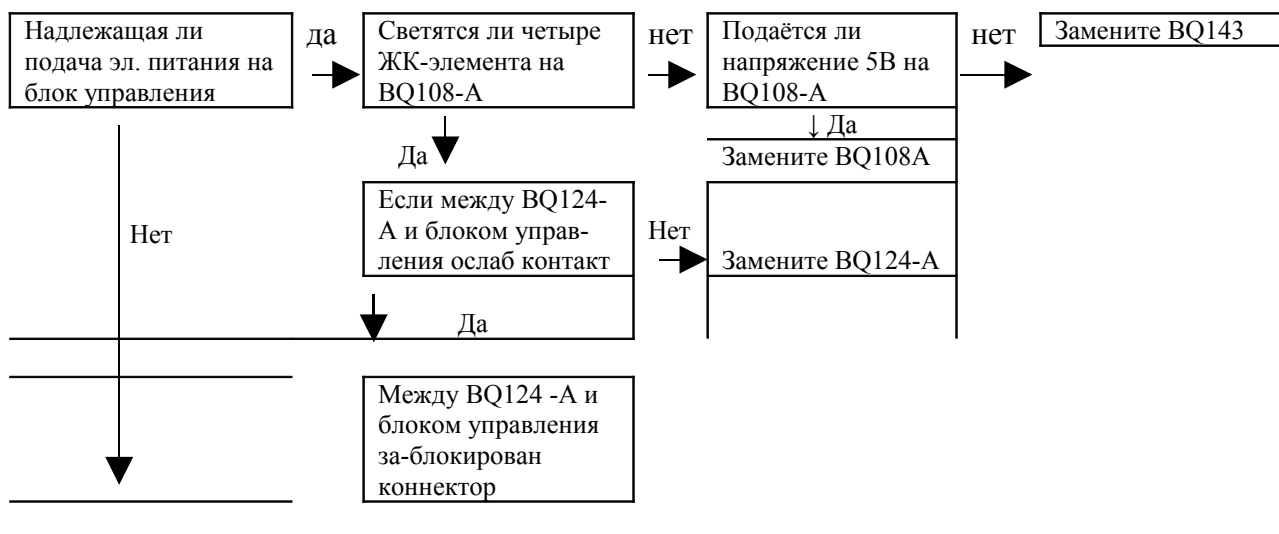 Надлежащая ли
подача эл. питания на
блок управления
да
Светятся ли четыре
ЖК-элемента на
BQ108-A
нет
Подаётся ли
напряжение 5В на
BQ108-A
нет
Замените BQ143
↓ Да
Замените BQ108A
Да
Если между BQ124-
А и блоком управ-
ления ослаб контакт
Нет
Нет
Замените BQ124-A
Да
Между BQ124 -А и
блоком управления
за-блокирован
коннектор